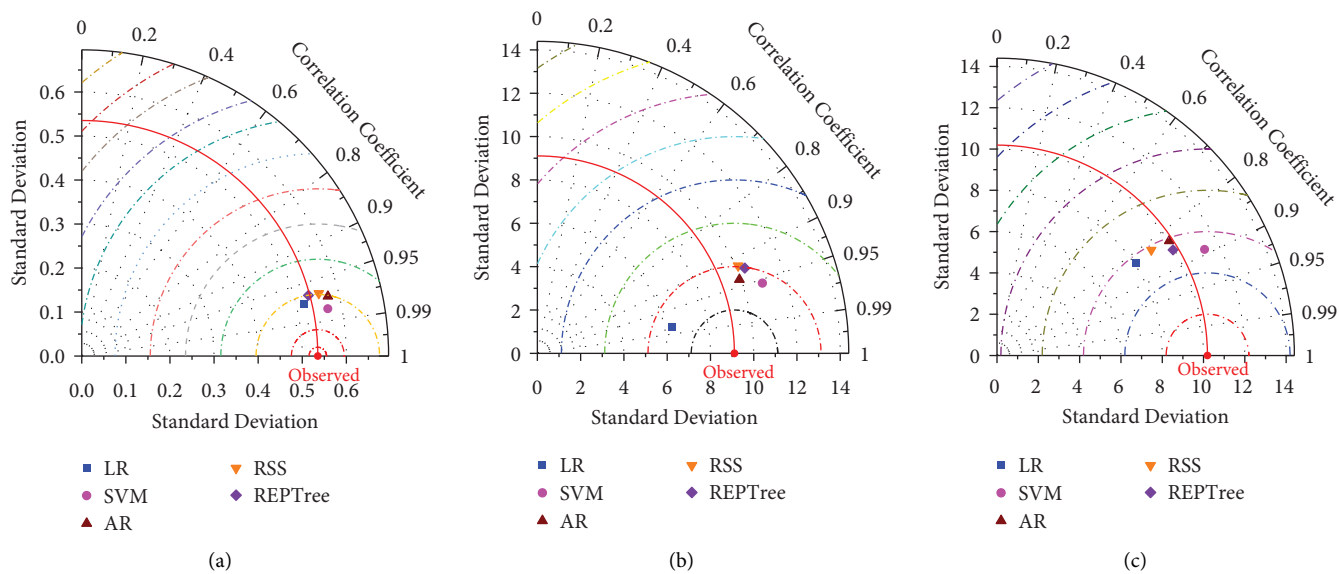 0
0.2
0.4
0.6
0.8
0.9
0.95
0.99
1
Correlation Coefficient
Standard Deviation
0.6
0.5
0.4
0.3
0.2
0.1
0.0
0.0 0.1 0.2 0.3 0.4 0.5 0.6
Observed
Standard Deviation
LR
SVM
AR
RSS
REPTree
(a)
0
0.2
0.4
0.6
0.8
0.9
0.95
0.99
1
Correlation Coefficient
Standard Deviation
14
12
10
8
6
4
2
0
0 2 4 6 8 10 12 14
Observed
Standard Deviation
LR
SVM
AR
RSS
REPTree
(b)
0
0.2
0.4
0.6
0.8
0.9
0.95
0.99
1
Correlation Coefficient
Standard Deviation
14
12
10
8
6
4
2
0
0 2 4 6 8 10 12 14
Observed
Standard Deviation
LR
SVM
AR
RSS
REPTree
(c)